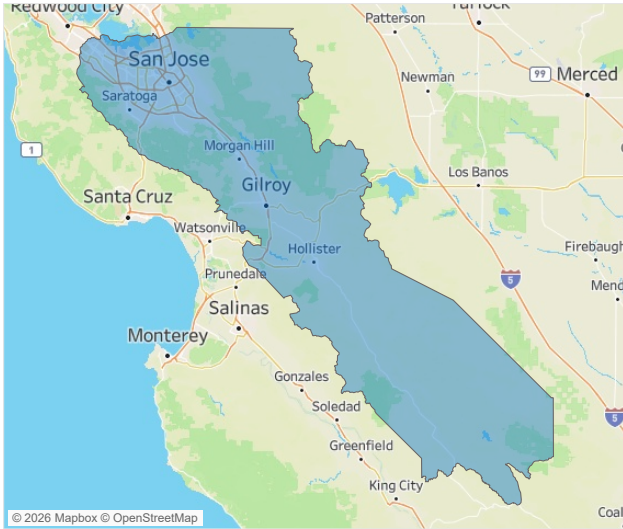 Redwood City
Patterson
Turlock
San Jose
Newman
99
Merced
Saratoga
1
Morgan Hill
Los Banos
Gilroy
Santa Cruz
Watsonville
Hollister
Firebaugh
Prunedale
5
Mend
Salinas
Monterey
Gonzales
Soledad
5
Greenfield
King City
Coal
© 2026 Mapbox © OpenStreetMap